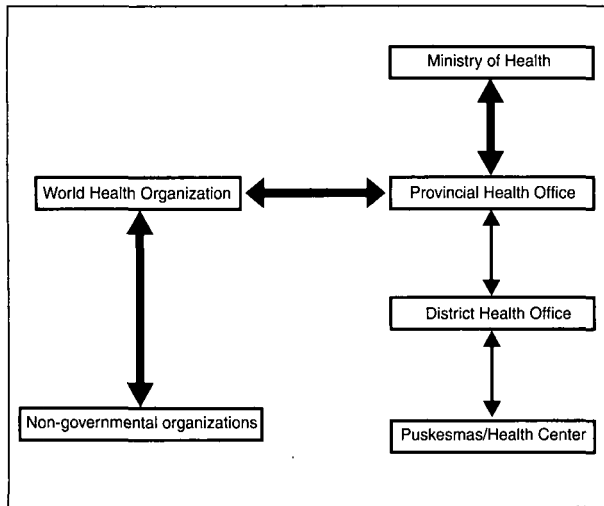 Ministry of Health
World Health Organization
Provincial Health Office
District Health Office
Non-governmental organizations
Puskesmas/Health Center